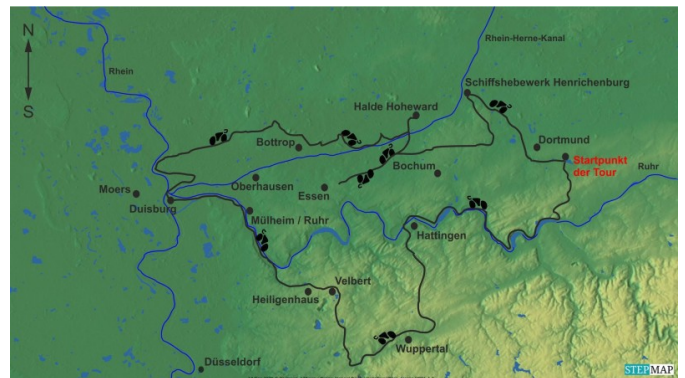 N
S
Rhein
Rhein-Herne-Kanal
Schiffshebewerk Henrichenburg
Halde Hoheward
Bottrop
Dortmund
Startpunkt
der Tour
Bochum
Ruhr
Moers
Oberhausen
Essen
Duisburg
Mülheim / Ruhr
Hattingen
Velbert
Heiligenhaus
Wuppertal
Düsseldorf
STEPMAP